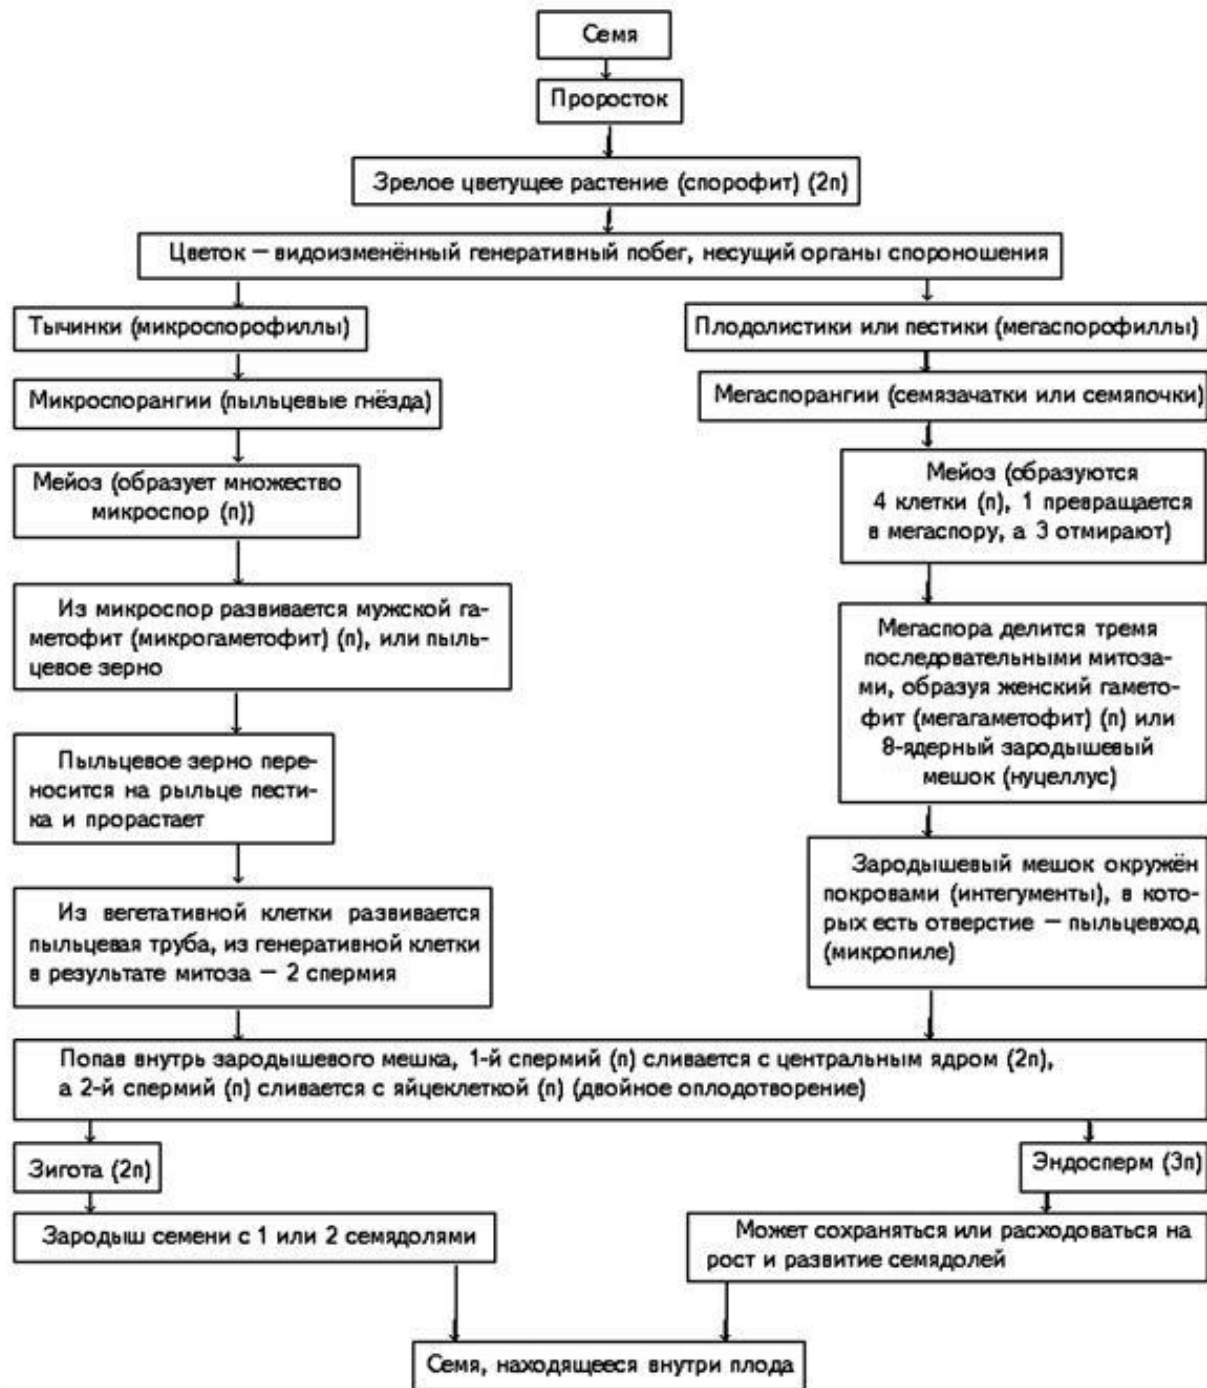 Семя
Проросток
Зрелое цветущее растение (спорофит) (2n)
Цветок — видоизменённый генеративный побег, несущий органы спороношения
Тычинки (микроспорофиллы)
Микроспорангии (пыльцевые гнёзда)
Мейоз (образует множество
микроспор (n))
Из микроспор развивается мужской га-
метофит (микрогаметофит) (n), или пыль-
цевое зерно
Пыльцевое зерно пере-
носится на рыльце пести-
ка и прорастает
Из вегетативной клетки развивается
пыльцевая труба, из генеративной клетки
в результате митоза — 2 спермия
Плодолистики или пестики (мегаспорофиллы)
Мегаспорангии (семязачатки или семяпочки)
Мейоз (образуются
4 клетки (n), 1 превращается
в мегаспору, а 3 отмирают)
Мегаспора делится тремя
последовательными митоза-
ми, образуя женский гамето-
фит (мегагаметофит) (n) или
8-ядерный зародышевый
мешок (нуцеллус)
Зародышевый мешок окружён
покровами (интегументы), в кото-
рых есть отверстие — пыльцевход
(микропиле)
Попав внутрь зародышевого мешка, 1-й спермий (n) сливается с центральным ядром (2n),
а 2-й спермий (n) сливается с яйцеклеткой (n) (двойное оплодотворение)
Зигота (2n)
Зародыш семени с 1 или 2 семядолями
Эндосперм (3n)
Может сохраняться или расходоваться на
рост и развитие семядолей
Семя, находящееся внутри плода